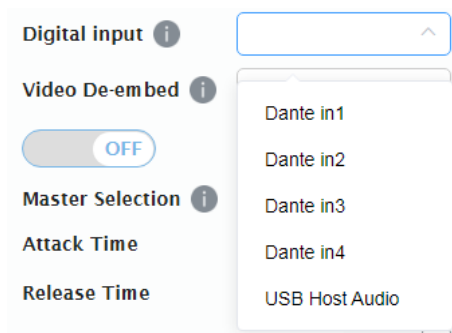 Digital input i
Video De-embed i
OFF
Master Selection i
Attack Time
Release Time
Dante in1
Dante in2
Dante in3
Dante in4
USB Host Audio